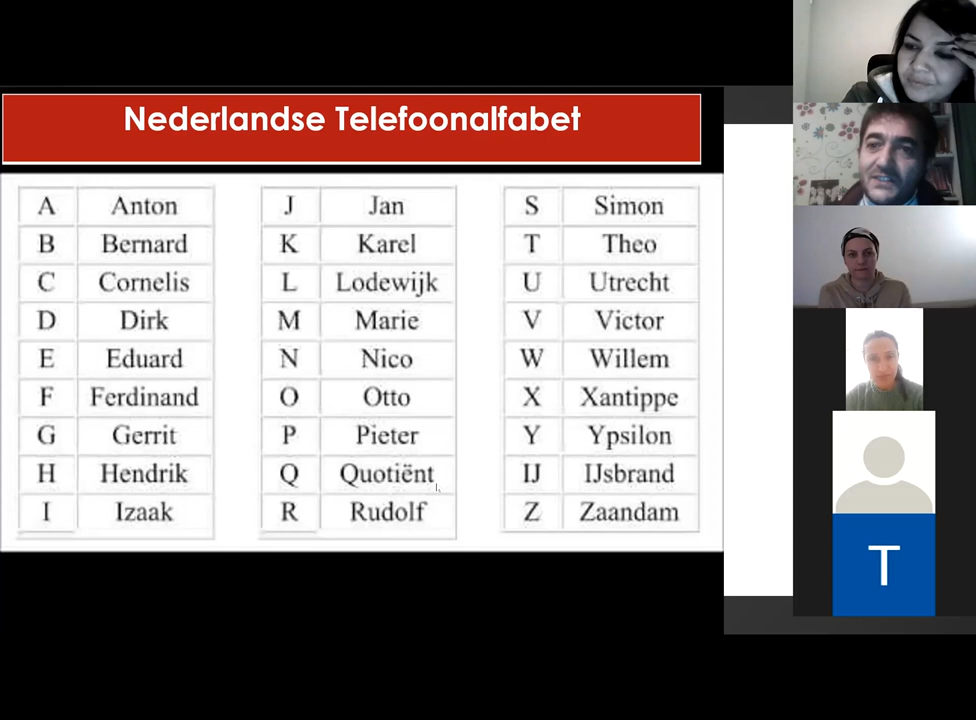 Nederlandse Telefoonalfabet
A Anton
B Bernard
C Cornelis
D Dirk
E Eduard
F Ferdinand
G Gerrit
H Hendrik
I Izaak
J Jan
K Karel
L Lodewijk
M Marie
N Nico
O Otto
P Pieter
Q Quotiënt
R Rudolf
S Simon
T Theo
U Utrecht
V Victor
W Willem
X Xantippe
Y Ypsilon
IJ IJsbrand
Z Zaandam
T